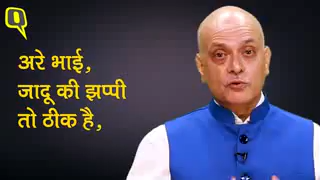 अरे भाई,
जादू की झप्पी
तो ठीक है,